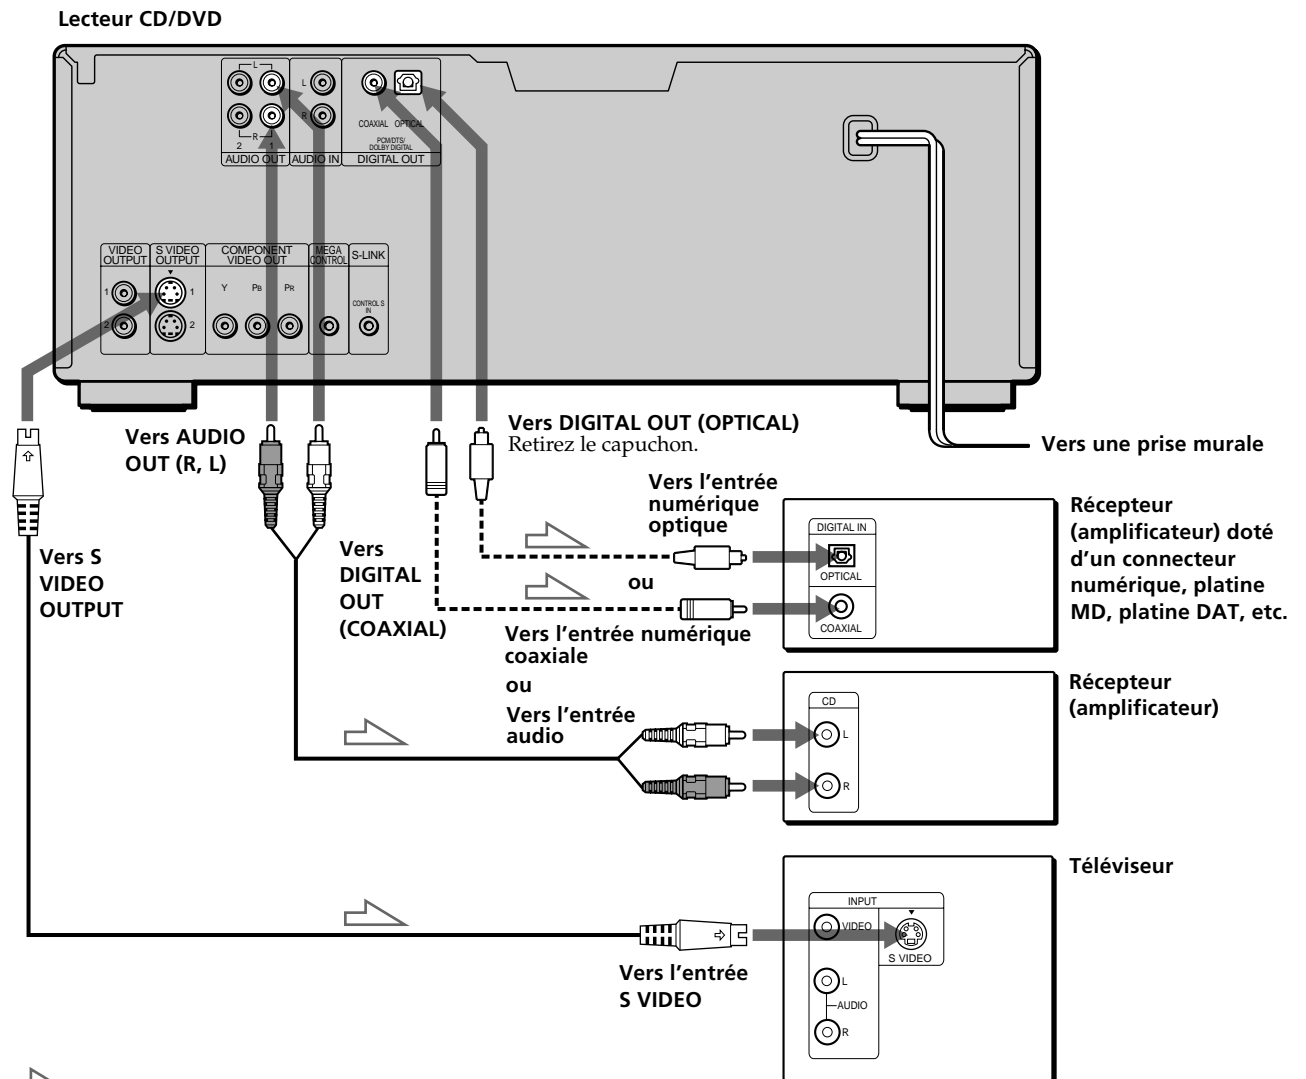 Lecteur CD/DVD
L
L
R
R
2 1
AUDIO OUT
AUDIO IN
COAXIAL OPTICAL
PCM/DTS/
DOLBY DIGITAL
DIGITAL OUT
VIDEO
OUTPUT
S VIDEO
OUTPUT
COMPONENT
VIDEO OUT
MEGA
CONTROL
S-LINK
1
2
1
2
Y PB PR
CONTROL S
IN
Vers AUDIO
OUT (R, L)
Vers DIGITAL OUT (OPTICAL)
Retirez le capuchon.
Vers une prise murale
Vers S
VIDEO
OUTPUT
Vers
DIGITAL
OUT
(COAXIAL)
Vers l'entrée
numérique
optique
ou
Vers l'entrée numérique
coaxiale
ou
Vers l'entrée
audio
DIGITAL IN
OPTICAL
COAXIAL
Récepteur
(amplificateur) doté
d'un connecteur
numérique, platine
MD, platine DAT, etc.
CD
L
R
Récepteur
(amplificateur)
Téléviseur
INPUT
VIDEO
S VIDEO
L
AUDIO
R
Vers l'entrée
S VIDEO